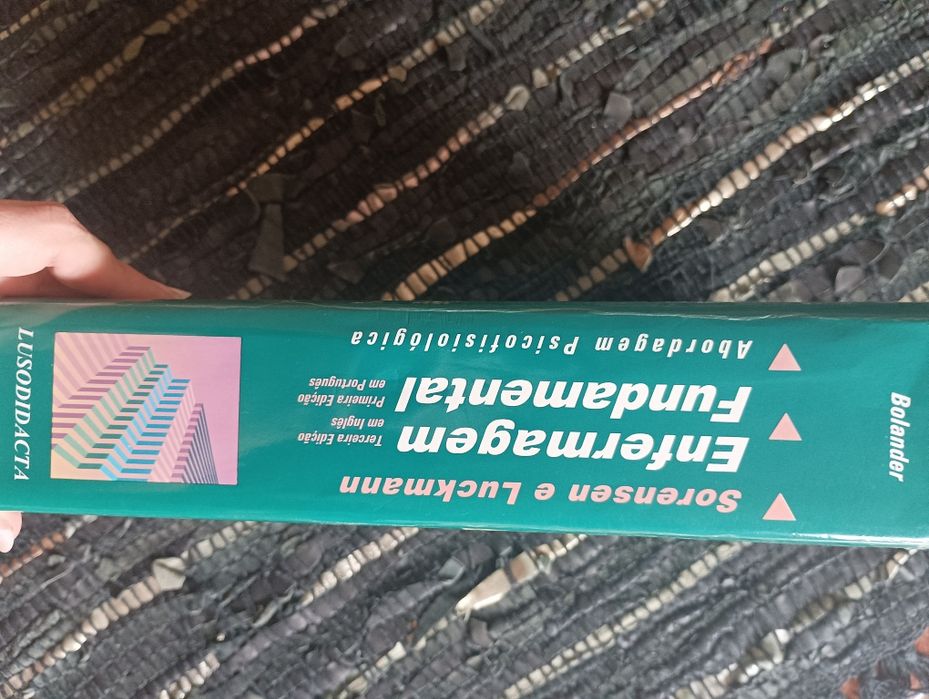 Bolander
Sorensen e Luckmann
Enfermagem
Fundamental
Abordagem Psicofisiológica
Terceira Edição
em Inglês
Primeira Edição
em Português
LUSODIDACTA